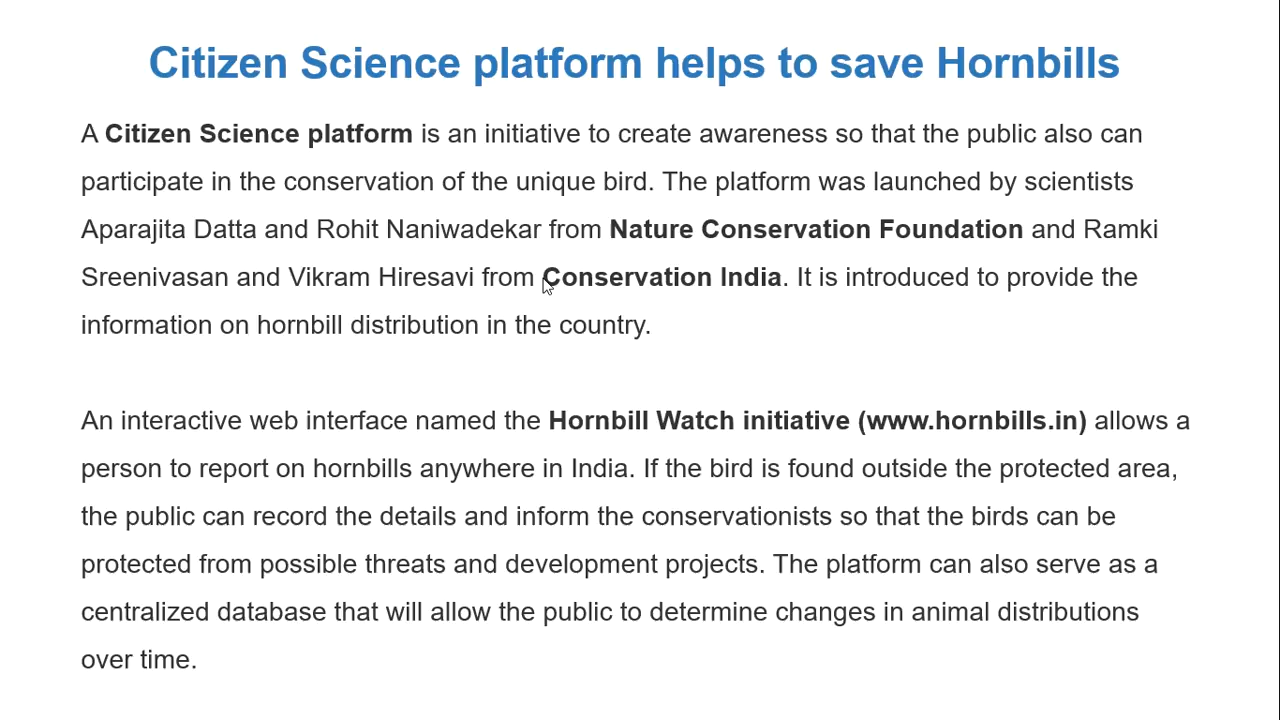 Citizen Science platform helps to save Hornbills
A Citizen Science platform is an initiative to create awareness so that the public also can
participate in the conservation of the unique bird. The platform was launched by scientists
Aparajita Datta and Rohit Naniwadekar from Nature Conservation Foundation and Ramki
Sreenivasan and Vikram Hiresavi from Conservation India. It is introduced to provide the
information on hornbill distribution in the country.
An interactive web interface named the Hornbill Watch initiative (www.hornbills.in) allows a
person to report on hornbills anywhere in India. If the bird is found outside the protected area,
the public can record the details and inform the conservationists so that the birds can be
protected from possible threats and development projects. The platform can also serve as a
centralized database that will allow the public to determine changes in animal distributions
over time.